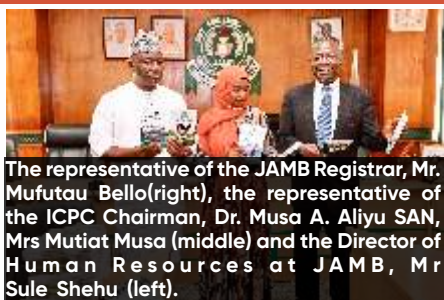 The representative of the JAMB Registrar, Mr.
Mufutau Bello(right), the representative of
the ICPC Chairman, Dr. Musa A. Aliyu SAN,
Mrs Mutiat Musa (middle) and the Director of
Human Resources at JAMB, Mr
Sule Shehu (left).